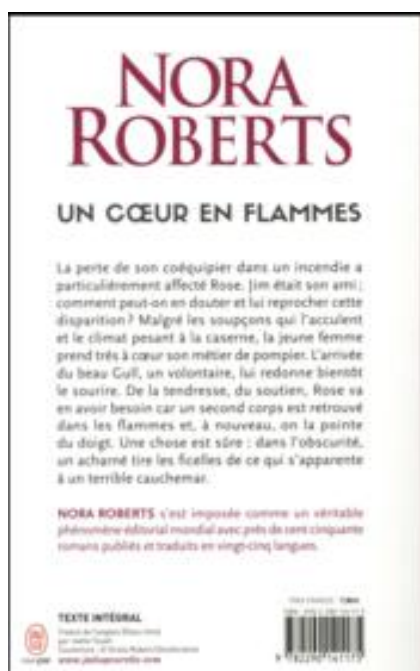 NORA
ROBERTS
UN CŒUR EN FLAMMES
La perte de son coéquipier dans un incendie a
particulièrement affecté Rose. Jim était son ami ;
comment peut-on en douter et lui reprocher cette
disparition ? Malgré les soupçons qui l'acculent
et le climat pesant à la caserne, la jeune femme
prend très à cœur son métier de pompier. L'arrivée
du beau Gull, un volontaire, lui redonne bientôt
le sourire. De la tendresse, du soutien, Rose va
en avoir besoin car un second corps est retrouvé
dans les flammes et, à nouveau, on la pointe
du doigt. Une chose est sûre : dans l'obscurité,
un acharné tire les ficelles de ce qui s'apparente
à un terrible cauchemar.
NORA ROBERTS s'est imposée comme un véritable
phénomène éditorial mondial avec près de cent cinquante
romans publiés et traduits en vingt-cinq langues.
TEXTE INTÉGRAL